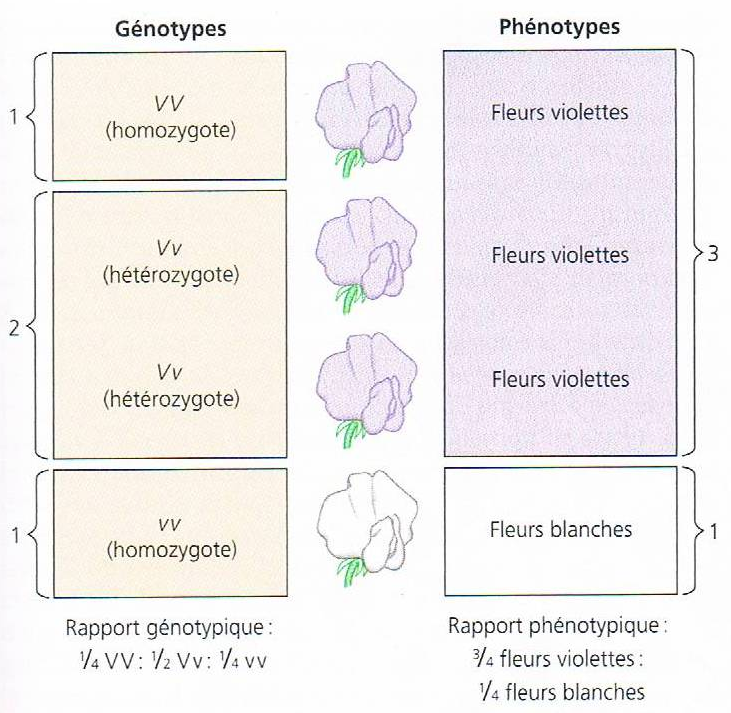 Génotypes
Phénotypes
1
VV
(homozygote)
Fleurs violettes
2
Vv
(hétérozygote)
Fleurs violettes
3
Vv
(hétérozygote)
Fleurs violettes
1
vv
(homozygote)
Fleurs blanches
1
Rapport génotypique :
1/4 VV : 1/2 Vv : 1/4 vv
Rapport phénotypique :
3/4 fleurs violettes :
1/4 fleurs blanches